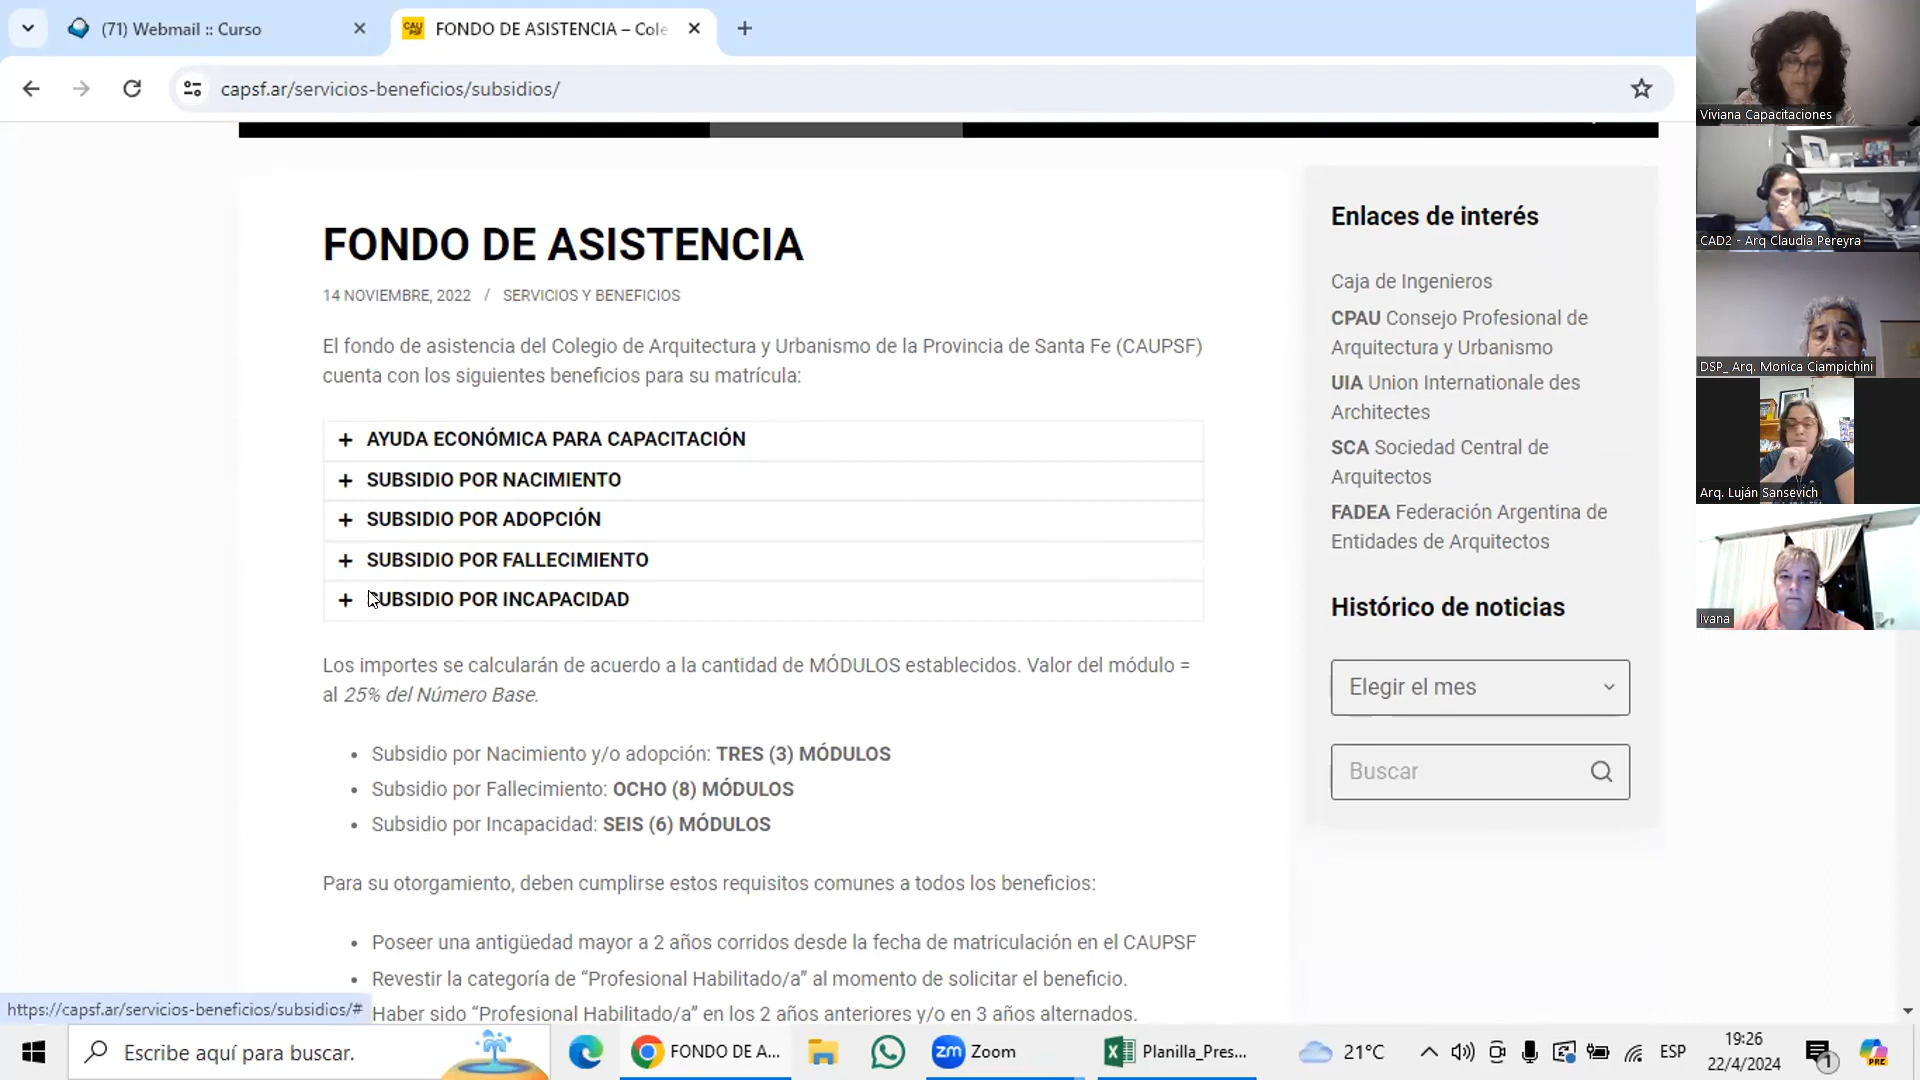 (71) Webmail :: Curso
FONDO DE ASISTENCIA – Cole
capsf.ar/servicios-beneficios/subsidios/
FONDO DE ASISTENCIA
14 NOVIEMBRE, 2022 / SERVICIOS Y BENEFICIOS
El fondo de asistencia del Colegio de Arquitectura y Urbanismo de la Provincia de Santa Fe (CAUPSF)
cuenta con los siguientes beneficios para su matrícula:
+ AYUDA ECONÓMICA PARA CAPACITACIÓN
+ SUBSIDIO POR NACIMIENTO
+ SUBSIDIO POR ADOPCIÓN
+ SUBSIDIO POR FALLECIMIENTO
+ SUBSIDIO POR INCAPACIDAD
Los importes se calcularán de acuerdo a la cantidad de MÓDULOS establecidos. Valor del módulo =
al 25% del Número Base.
• Subsidio por Nacimiento y/o adopción: TRES (3) MÓDULOS
• Subsidio por Fallecimiento: OCHO (8) MÓDULOS
• Subsidio por Incapacidad: SEIS (6) MÓDULOS
Para su otorgamiento, deben cumplirse estos requisitos comunes a todos los beneficios:
• Poseer una antigüedad mayor a 2 años corridos desde la fecha de matriculación en el CAUPSF
• Revestir la categoría de “Profesional Habilitado/a” al momento de solicitar el beneficio.
Haber sido “Profesional Habilitado/a” en los 2 años anteriores y/o en 3 años alternados.
https://capsf.ar/servicios-beneficios/subsidios/#
Enlaces de interés
Caja de Ingenieros
CPAU Consejo Profesional de
Arquitectura y Urbanismo
UIA Union Internationale des
Architectes
SCA Sociedad Central de
Arquitectos
FADEA Federación Argentina de
Entidades de Arquitectos
Histórico de noticias
Elegir el mes
Buscar
Viviana Capacitaciones
CAD2 - Arq Claudia Pereyra
DSP_ Arq. Monica Ciampichini
Arq. Luján Sansevich
Ivana
Escribe aquí para buscar.
FONDO DE A...
zm
Zoom
Planilla_Pres...
21°C
ESP
19:26
22/4/2024
1
PRE